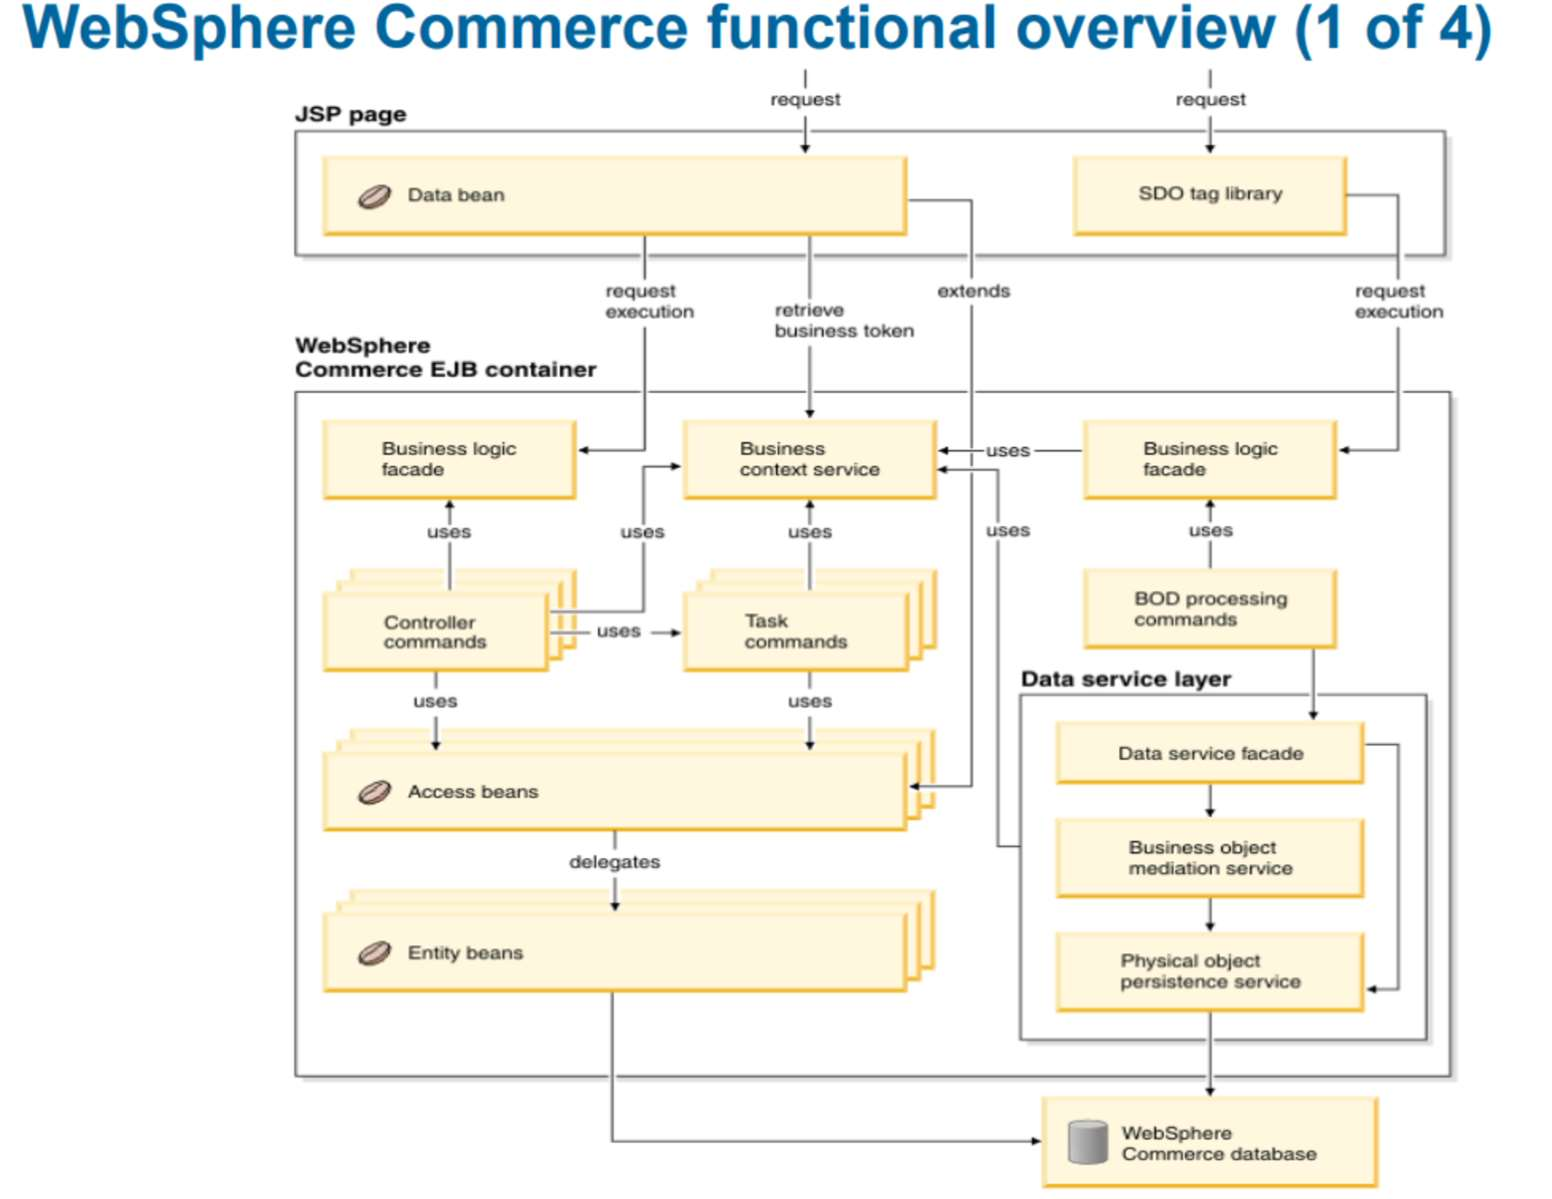 WebSphere Commerce functional overview (1 of 4)
request
request
JSP page
Data bean
SDO tag library
request
execution
retrieve
business token
extends
request
execution
WebSphere
Commerce EJB container
Business logic
facade
Business
context service
uses
Business logic
facade
uses
uses
uses
uses
uses
Controller
commands
uses
Task
commands
BOD processing
commands
uses
uses
Data service layer
Data service facade
Access beans
Business object
mediation service
delegates
Entity beans
Physical object
persistence service
WebSphere
Commerce database